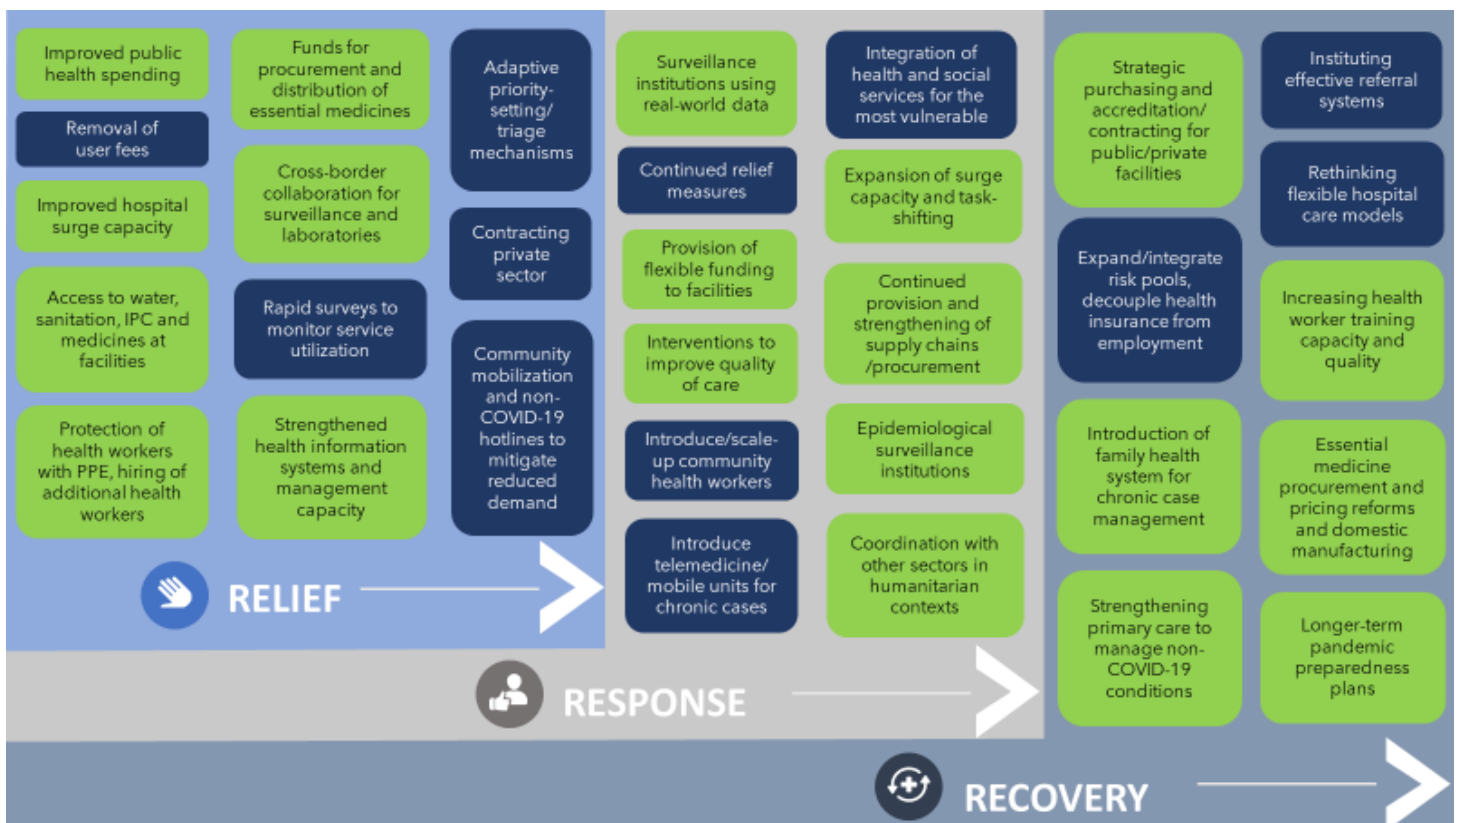 Improved public
health spending
Removal of
user fees
Improved hospital
surge capacity
Access to water,
sanitation, IPC and
medicines at
facilities
Protection of
health workers
with PPE, hiring of
additional health
workers
Funds for
procurement and
distribution of
essential medicines
Cross-border
collaboration for
surveillance and
laboratories
Rapid surveys to
monitor service
utilization
Strengthened
health information
systems and
management
capacity
Adaptive
priority-
setting/
triage
mechanisms
Contracting
private
sector
Community
mobilization
and non-
COVID-19
hotlines to
mitigate
reduced
demand
RELIEF
Surveillance
institutions using
real-world data
Continued relief
measures
Provision of
flexible funding
to facilities
Interventions to
improve quality
of care
Introduce/scale-
up community
health workers
Introduce
telemedicine/
mobile units for
chronic cases
Integration of
health and social
services for the
most vulnerable
Expansion of surge
capacity and task-
shifting
Continued
provision and
strengthening of
supply chains
/procurement
Epidemiological
surveillance
institutions
Coordination with
other sectors in
humanitarian
contexts
RESPONSE
Strategic
purchasing and
accreditation/
contracting for
public/private
facilities
Expand/integrate
risk pools,
decouple health
insurance from
employment
Introduction of
family health
system for
chronic case
management
Strengthening
primary care to
manage non-
COVID-19
conditions
Instituting
effective referral
systems
Rethinking
flexible hospital
care models
Increasing health
worker training
capacity and
quality
Essential
medicine
procurement and
pricing reforms
and domestic
manufacturing
Longer-term
pandemic
preparedness
plans
RECOVERY